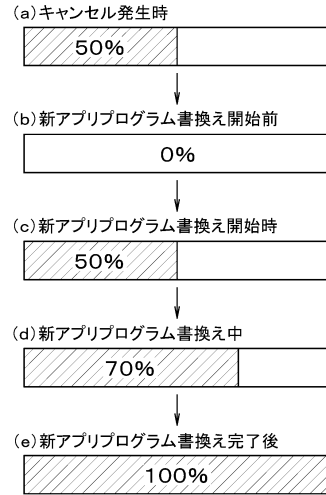 (a)キャンセル発生時
50%
(b)新アプリプログラム書換え開始前
0%
(c)新アプリプログラム書換え開始時
50%
(d)新アプリプログラム書換え中
70%
(e)新アプリプログラム書換え完了後
100%